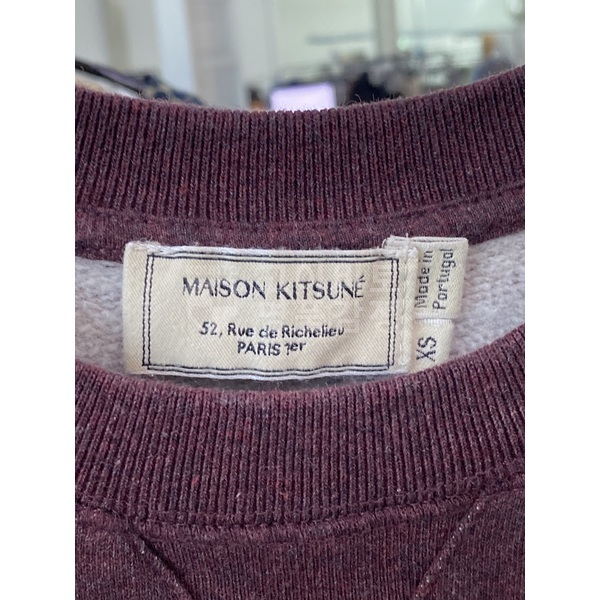 MAISON KITSUNÉ
52, Rue de Richelieu
PARIS 1er
Made in
Portugal
XS